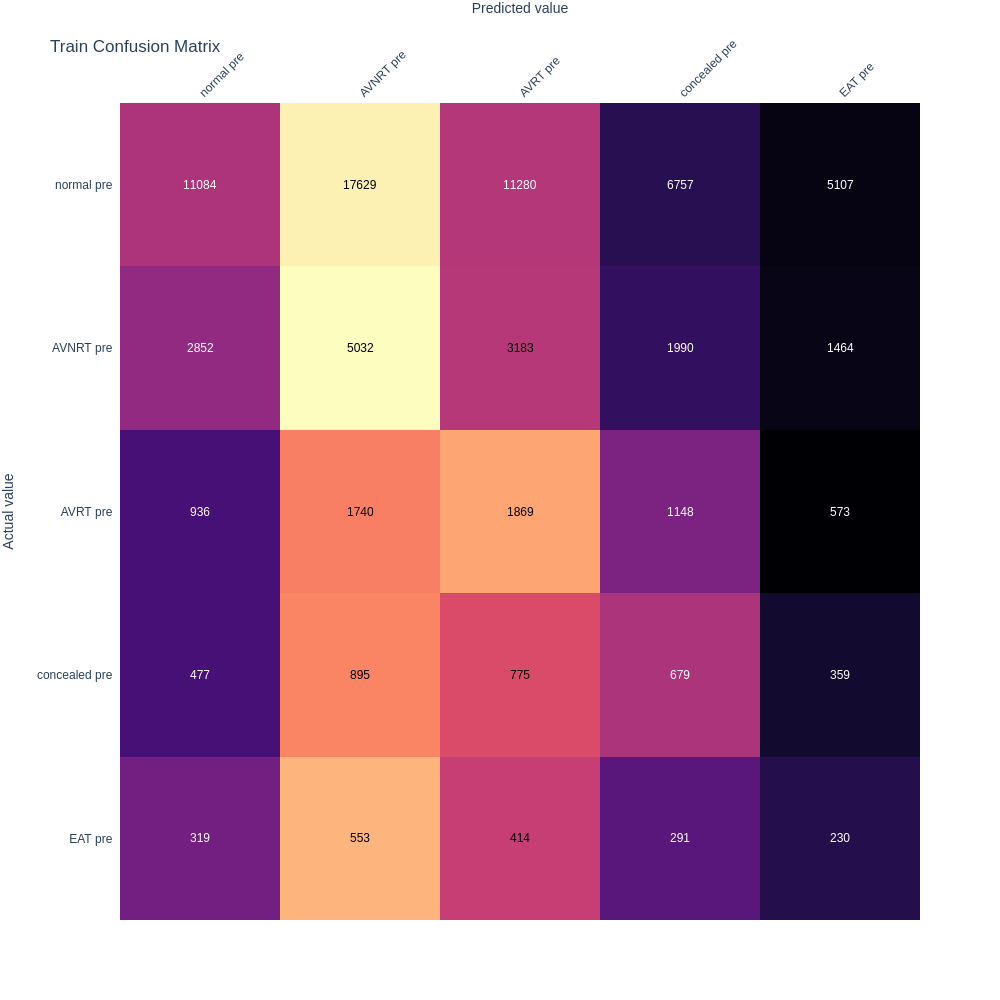 Predicted value
Train Confusion Matrix
normal pre AVNRT pre AVRT pre concealed pre EAT pre
normal pre 11084 17629 11280 6757 5107
AVNRT pre 2852 5032 3183 1990 1464
AVRT pre 936 1740 1869 1148 573
concealed pre 477 895 775 679 359
EAT pre 319 553 414 291 230
Actual value